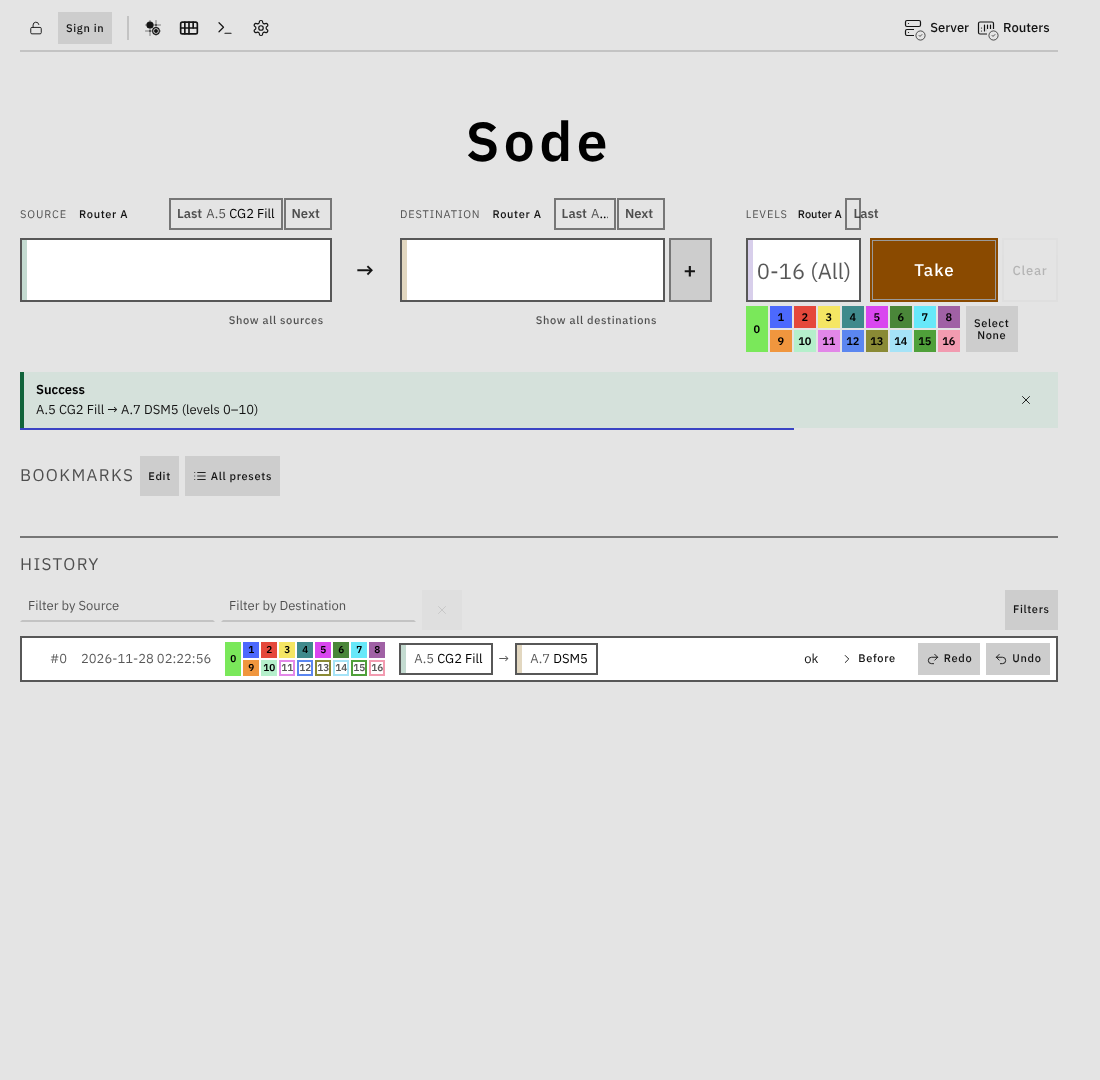 Sign in
Server
Routers
Sode
SOURCE Router A Last A.5 CG2 Fill Next
DESTINATION Router A Last A... Next
LEVELS Router A Last
→
+
0-16 (All)
Take
Clear
Show all sources
Show all destinations
0 1 2 3 4 5 6 7 8
9 10 11 12 13 14 15 16
Select
None
Success
A.5 CG2 Fill → A.7 DSM5 (levels 0–10)
BOOKMARKS Edit All presets
HISTORY
Filter by Source Filter by Destination Filters
#0 2026-11-28 02:22:56
0 1 2 3 4 5 6 7 8
9 10 11 12 13 14 15 16
A.5 CG2 Fill → A.7 DSM5
ok Before Redo Undo